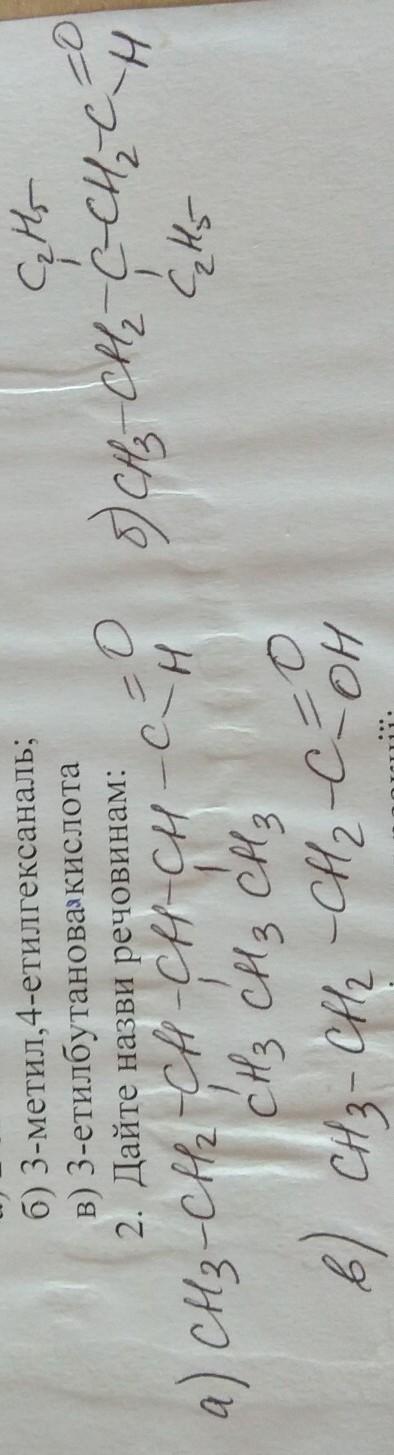 б) 3-метил,4-етилгексаналь;
в) 3-етилбутановая кислота
2. Дайте назви речовинам:
а) CH3-CH2-CH-CH-CH-C=O
H
CH3 CH3 CH3
C2H5
б) CH3-CH2-C-CH2-C=O
H
C2H5
в) CH3-CH2-CH2-C=O
OH